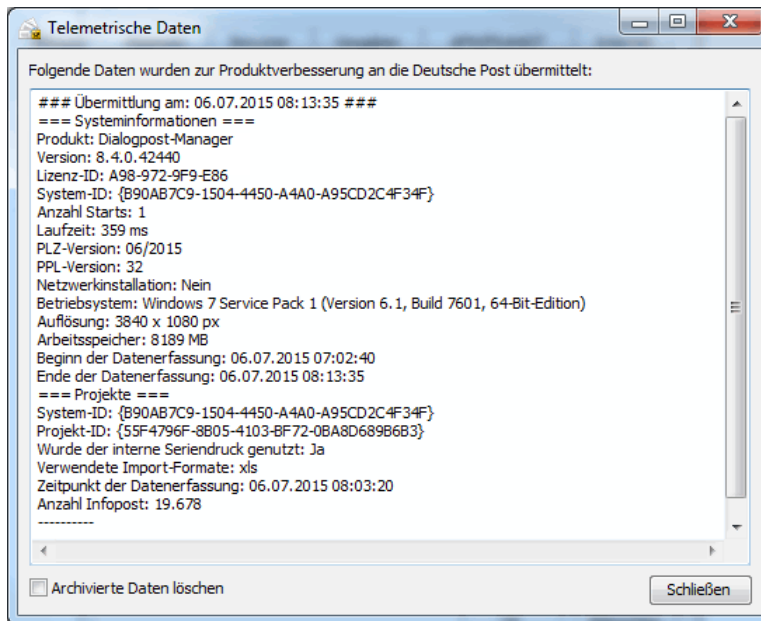 Telemetrische Daten
Folgende Daten wurden zur Produktverbesserung an die Deutsche Post übermittelt:
### Übermittlung am: 06.07.2015 08:13:35 ###
=== Systeminformationen ===
Produkt: Dialogpost-Manager
Version: 8.4.0.42440
Lizenz-ID: A98-972-9F9-E86
System-ID: {B90AB7C9-1504-4450-A4A0-A95CD2C4F34F}
Anzahl Starts: 1
Laufzeit: 359 ms
PLZ-Version: 06/2015
PPL-Version: 32
Netzwerkinstallation: Nein
Betriebsystem: Windows 7 Service Pack 1 (Version 6.1, Build 7601, 64-Bit-Edition)
Auflösung: 3840 x 1080 px
Arbeitsspeicher: 8189 MB
Beginn der Datenerfassung: 06.07.2015 07:02:40
Ende der Datenerfassung: 06.07.2015 08:13:35
=== Projekte ===
System-ID: {B90AB7C9-1504-4450-A4A0-A95CD2C4F34F}
Projekt-ID: {55F4796F-8B05-4103-BF72-0BA8D689B6B3}
Wurde der interne Seriendruck genutzt: Ja
Verwendete Import-Formate: xls
Zeitpunkt der Datenerfassung: 06.07.2015 08:03:20
Anzahl Infopost: 19.678
----------
Archivierte Daten löschen
Schließen